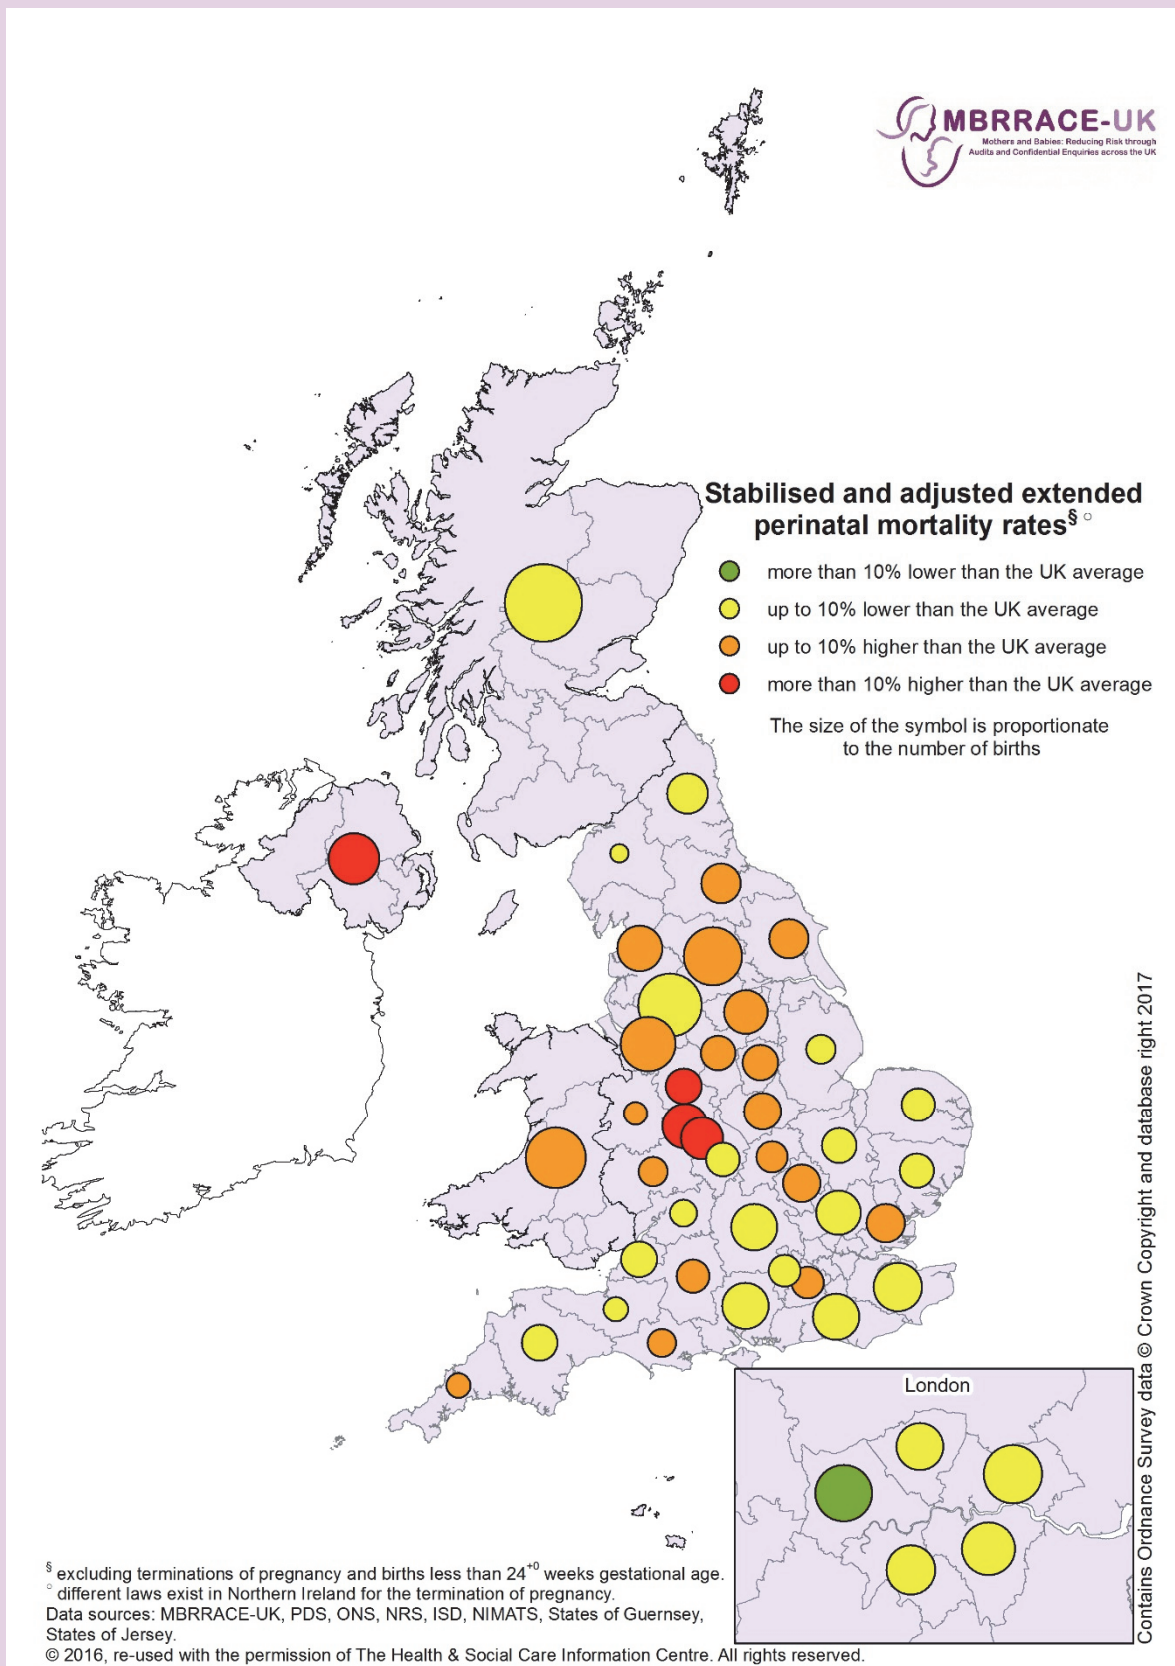 MBRRACE-UK
Mothers and Babies: Reducing Risk through
Audits and Confidential Enquiries across the UK
Stabilised and adjusted extended
perinatal mortality rates§ ○
more than 10% lower than the UK average
up to 10% lower than the UK average
up to 10% higher than the UK average
more than 10% higher than the UK average
The size of the symbol is proportionate
to the number of births
London
Contains Ordnance Survey data © Crown Copyright and database right 2017
§ excluding terminations of pregnancy and births less than 24+0 weeks gestational age.
○ different laws exist in Northern Ireland for the termination of pregnancy.
Data sources: MBRRACE-UK, PDS, ONS, NRS, ISD, NIMATS, States of Guernsey,
States of Jersey.
© 2016, re-used with the permission of The Health & Social Care Information Centre. All rights reserved.